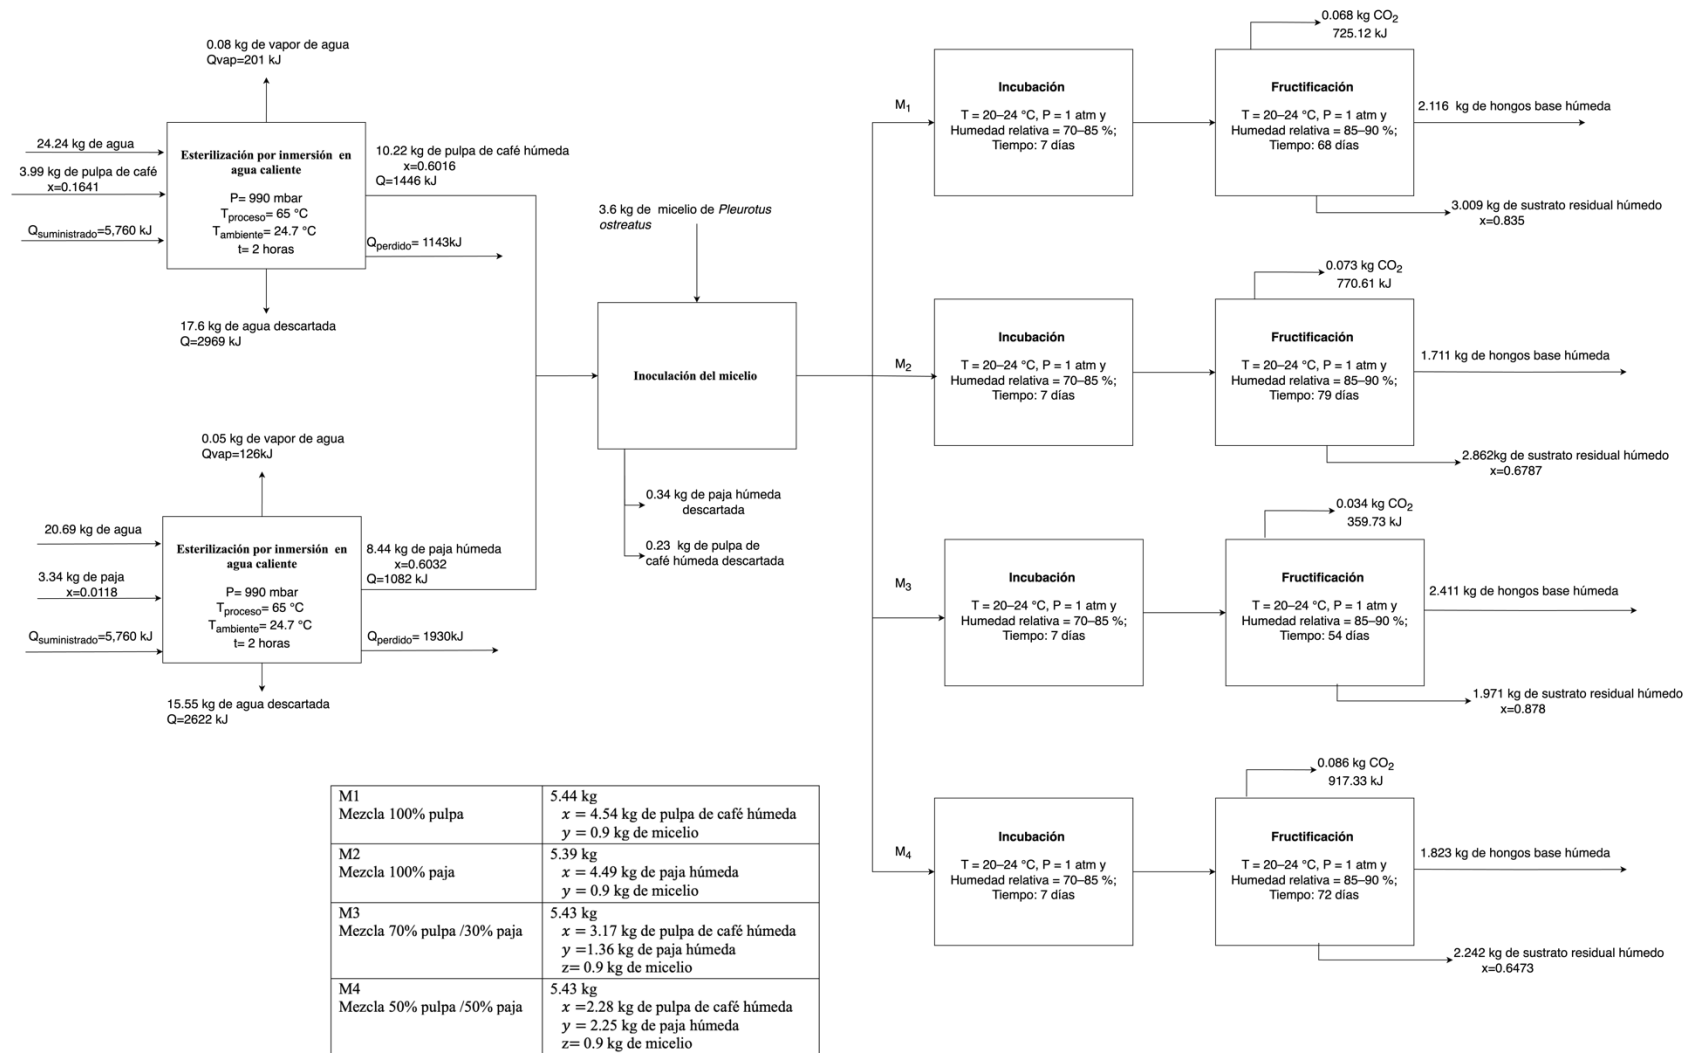 0.08 kg de vapor de agua
Qvap=201 kJ
24.24 kg de agua
3.99 kg de pulpa de café
x=0.1641
Qsuministrado=5,760 kJ
Esterilización por inmersión en
agua caliente
P= 990 mbar
Tproceso= 65 °C
Tambiente= 24.7 °C
t= 2 horas
10.22 kg de pulpa de café húmeda
x=0.6016
Q=1446 kJ
Qperdido= 1143kJ
17.6 kg de agua descartada
Q=2969 kJ
0.05 kg de vapor de agua
Qvap=126kJ
20.69 kg de agua
3.34 kg de paja
x=0.0118
Qsuministrado=5,760 kJ
Esterilización por inmersión en
agua caliente
P= 990 mbar
Tproceso= 65 °C
Tambiente= 24.7 °C
t= 2 horas
8.44 kg de paja húmeda
x=0.6032
Q=1082 kJ
Qperdido= 1930kJ
15.55 kg de agua descartada
Q=2622 kJ
3.6 kg de micelio de Pleurotus
ostreatus
Inoculación del micelio
0.34 kg de paja húmeda
descartada
0.23 kg de pulpa de
café húmeda descartada
M1
Incubación
T = 20–24 °C, P = 1 atm y
Humedad relativa = 70–85 %;
Tiempo: 7 días
Fructificación
T = 20–24 °C, P = 1 atm y
Humedad relativa = 85–90 %;
Tiempo: 68 días
0.068 kg CO2
725.12 kJ
2.116 kg de hongos base húmeda
3.009 kg de sustrato residual húmedo
x=0.835
M2
Incubación
T = 20–24 °C, P = 1 atm y
Humedad relativa = 70–85 %;
Tiempo: 7 días
Fructificación
T = 20–24 °C, P = 1 atm y
Humedad relativa = 85–90 %;
Tiempo: 79 días
0.073 kg CO2
770.61 kJ
1.711 kg de hongos base húmeda
2.862kg de sustrato residual húmedo
x=0.6787
M3
Incubación
T = 20–24 °C, P = 1 atm y
Humedad relativa = 70–85 %;
Tiempo: 7 días
Fructificación
T = 20–24 °C, P = 1 atm y
Humedad relativa = 85–90 %;
Tiempo: 54 días
0.034 kg CO2
359.73 kJ
2.411 kg de hongos base húmeda
1.971 kg de sustrato residual húmedo
x=0.878
M4
Incubación
T = 20–24 °C, P = 1 atm y
Humedad relativa = 70–85 %;
Tiempo: 7 días
Fructificación
T = 20–24 °C, P = 1 atm y
Humedad relativa = 85–90 %;
Tiempo: 72 días
0.086 kg CO2
917.33 kJ
1.823 kg de hongos base húmeda
2.242 kg de sustrato residual húmedo
x=0.6473
M1
Mezcla 100% pulpa
5.44 kg
x = 4.54 kg de pulpa de café húmeda
y = 0.9 kg de micelio
M2
Mezcla 100% paja
5.39 kg
x = 4.49 kg de paja húmeda
y = 0.9 kg de micelio
M3
Mezcla 70% pulpa /30% paja
5.43 kg
x = 3.17 kg de pulpa de café húmeda
y =1.36 kg de paja húmeda
z= 0.9 kg de micelio
M4
Mezcla 50% pulpa /50% paja
5.43 kg
x =2.28 kg de pulpa de café húmeda
y = 2.25 kg de paja húmeda
z= 0.9 kg de micelio